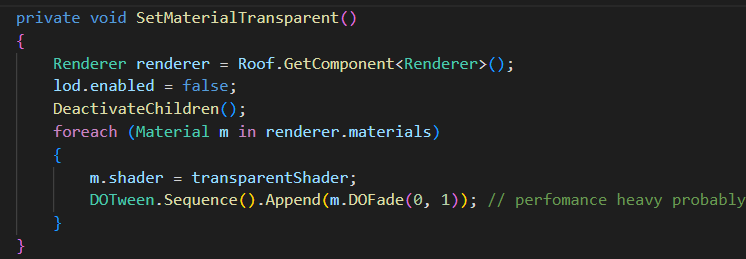 private void SetMaterialTransparent()
{
Renderer renderer = Roof.GetComponent<Renderer>();
lod.enabled = false;
DeactivateChildren();
foreach (Material m in renderer.materials)
{
m.shader = transparentShader;
DOTween.Sequence().Append(m.DOFade(0, 1)); // perfomance heavy probably
}
}